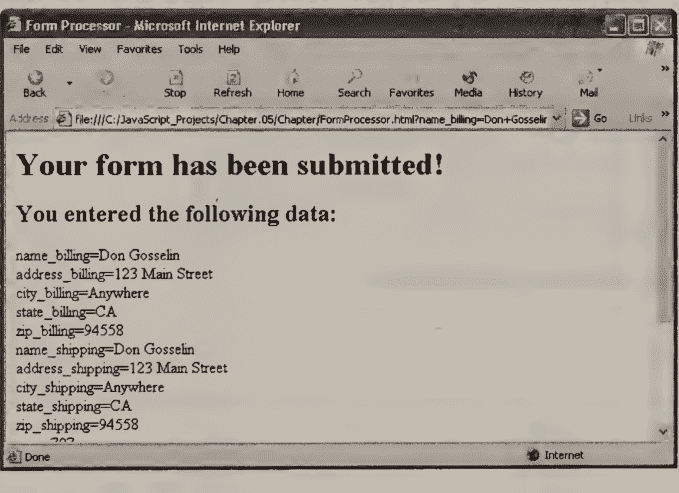 Form Processor - Microsoft Internet Explorer
File Edit View Favorites Tools Help
Back Stop Refresh Home Search Favorites Media History Mail
Address file:///C:/JavaScript_Projects/Chapter.05/Chapter/FormProcessor.html?name_billing=Don+Gosselin Go Links »
Your form has been submitted!
You entered the following data:
name_billing=Don Gosselin
address_billing=123 Main Street
city_billing=Anywhere
state_billing=CA
zip_billing=94558
name_shipping=Don Gosselin
address_shipping=123 Main Street
city_shipping=Anywhere
state_shipping=CA
zip_shipping=94558
Done Internet